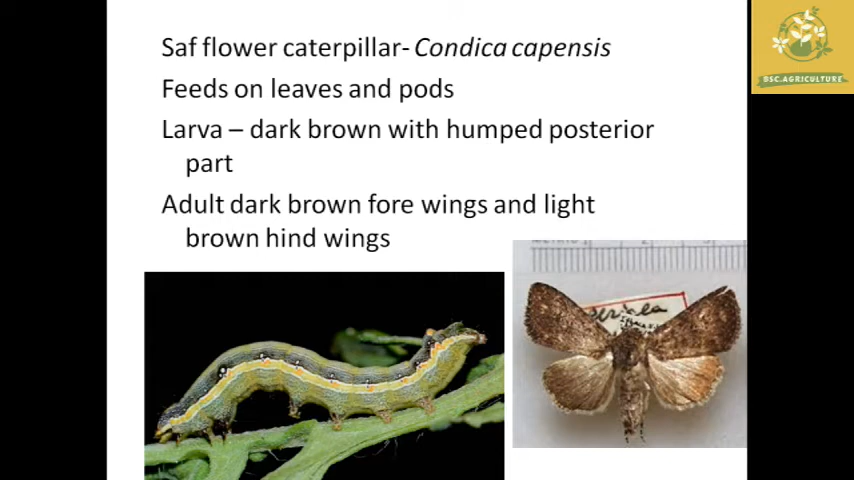 Saf flower caterpillar- Condica capensis
Feeds on leaves and pods
Larva – dark brown with humped posterior
part
Adult dark brown fore wings and light
brown hind wings
BSC.AGRICULTURE